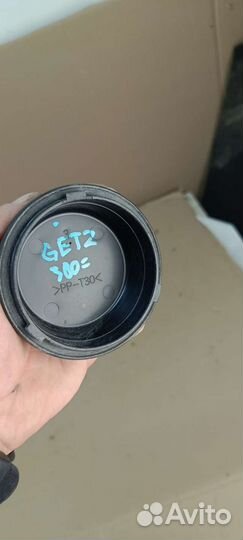 GETZ
300=
>PP-T30<
Avito